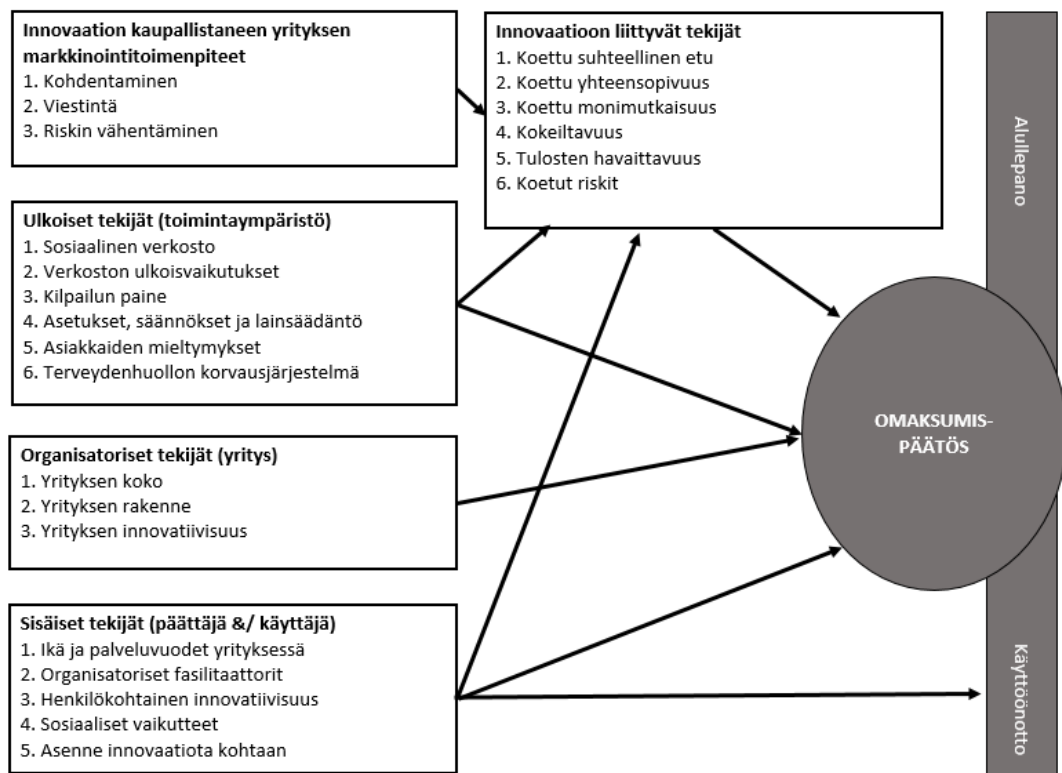 Innovaation kaupallistaneen yrityksen
markkinointitoimenpiteet
1. Kohdentaminen
2. Viestintä
3. Riskin vähentäminen
Innovaatioon liittyvät tekijät
1. Koettu suhteellinen etu
2. Koettu yhteensopivuus
3. Koettu monimutkaisuus
4. Kokeiltavuus
5. Tulosten havaittavuus
6. Koetut riskit
Ulkoiset tekijät (toimintaympäristö)
1. Sosiaalinen verkosto
2. Verkoston ulkoisvaikutukset
3. Kilpailun paine
4. Asetukset, säännökset ja lainsäädäntö
5. Asiakkaiden mieltymykset
6. Terveydenhuollon korvausjärjestelmä
Organisatoriset tekijät (yritys)
1. Yrityksen koko
2. Yrityksen rakenne
3. Yrityksen innovatiivisuus
Sisäiset tekijät (päättäjä &/ käyttäjä)
1. Ikä ja palveluvuodet yrityksessä
2. Organisatoriset fasilitaattorit
3. Henkilökohtainen innovatiivisuus
4. Sosiaaliset vaikutteet
5. Asenne innovaatiota kohtaan
OMAKSUMIS-
PÄÄTÖS
Alullepano
Käyttöönotto